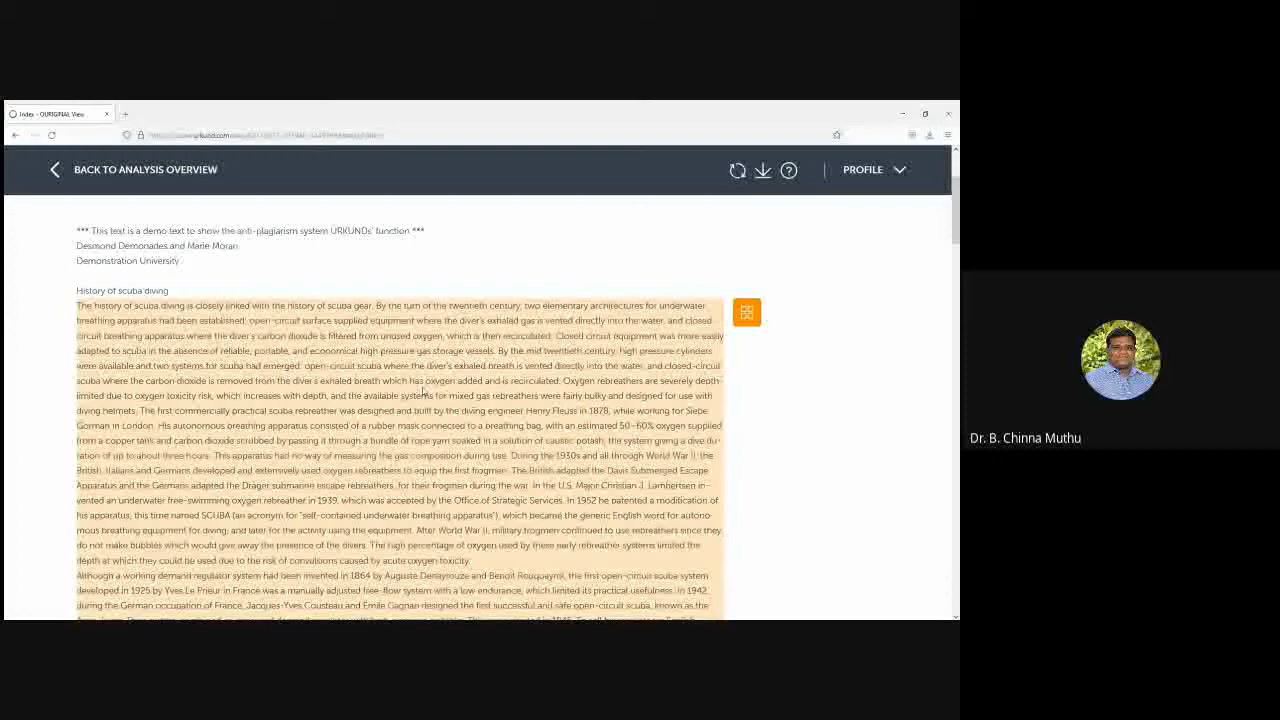 Index - OURIGINAL View
BACK TO ANALYSIS OVERVIEW
PROFILE
*** This text is a demo text to show the anti-plagiarism system URKUNDs' function ***
Desmond Demonades and Marie Moran
Demonstration University
History of scuba diving
The history of scuba diving is closely linked with the history of scuba gear. By the turn of the twentieth century, two elementary architectures for underwater
breathing apparatus had been established; open-circuit surface supplied equipment where the diver's exhaled gas is vented directly into the water, and closed
circuit breathing apparatus where the diver's carbon dioxide is filtered from unused oxygen, which is then recirculated. Closed circuit equipment was more easily
adapted to scuba in the absence of reliable, portable, and economical high pressure gas storage vessels. By the mid twentieth century, high pressure cylinders
were available and two systems for scuba had emerged: open-circuit scuba where the diver's exhaled breath is vented directly into the water, and closed-circuit
scuba where the carbon dioxide is removed from the diver's exhaled breath which has oxygen added and is recirculated. Oxygen rebreathers are severely depth
limited due to oxygen toxicity risk, which increases with depth, and the available systems for mixed gas rebreathers were fairly bulky and designed for use with
diving helmets. The first commercially practical scuba rebreather was designed and built by the diving engineer Henry Fleuss in 1878, while working for Siebe
Gorman in London. His autonomous breathing apparatus consisted of a rubber mask connected to a breathing bag, with an estimated 50–60% oxygen supplied
from a copper tank and carbon dioxide scrubbed by passing it through a bundle of rope yarn soaked in a solution of caustic potash, the system giving a dive du-
ration of up to about three hours. This apparatus had no way of measuring the gas composition during use. During the 1930s and all through World War II, the
British, Italians and Germans developed and extensively used oxygen rebreathers to equip the first frogmen. The British adapted the Davis Submerged Escape
Apparatus and the Germans adapted the Dräger submarine escape rebreathers, for their frogmen during the war. In the U.S. Major Christian J. Lambertsen in-
vented an underwater free-swimming oxygen rebreather in 1939, which was accepted by the Office of Strategic Services. In 1952 he patented a modification of
his apparatus, this time named SCUBA (an acronym for "self-contained underwater breathing apparatus"), which became the generic English word for autono-
mous breathing equipment for diving, and later for the activity using the equipment. After World War II, military frogmen continued to use rebreathers since they
do not make bubbles which would give away the presence of the divers. The high percentage of oxygen used by these early rebreather systems limited the
depth at which they could be used due to the risk of convulsions caused by acute oxygen toxicity.
Although a working demand regulator system had been invented in 1864 by Auguste Denayrouze and Benoît Rouquayrol, the first open-circuit scuba system
developed in 1925 by Yves Le Prieur in France was a manually adjusted free-flow system with a low endurance, which limited its practical usefulness. In 1942,
during the German occupation of France, Jacques-Yves Cousteau and Émile Gagnan designed the first successful and safe open-circuit scuba, known as the
Dr. B. Chinna Muthu